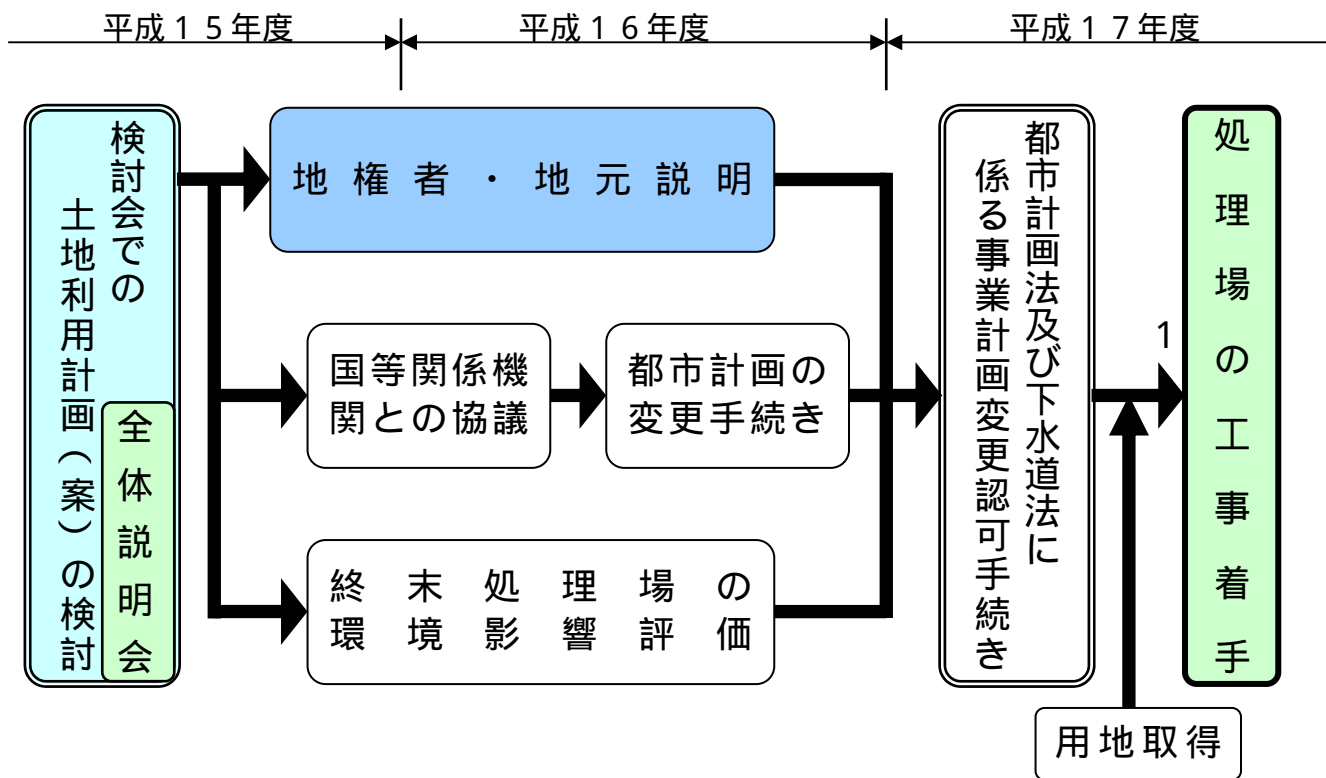 平成１５年度
平成１６年度
平成１７年度
検討会での
土地利用計画（案）の検討
全体説明会
地権者・地元説明
国等関係機
関との協議
都市計画の
変更手続き
終末処理場の
環境影響評価
都市計画法及び下水道法に
係る事業計画変更認可手続き
1
処理場の工事着手
用地取得